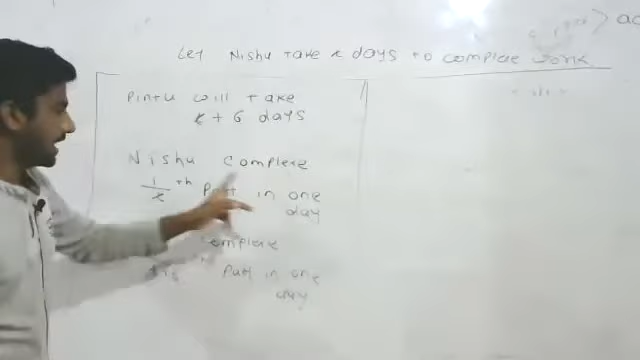 Let Nishu take x days to complete work
Pintu will take
x + 6 days
Nishu complete
1/x th Part in one
day
complete
Part in one
day